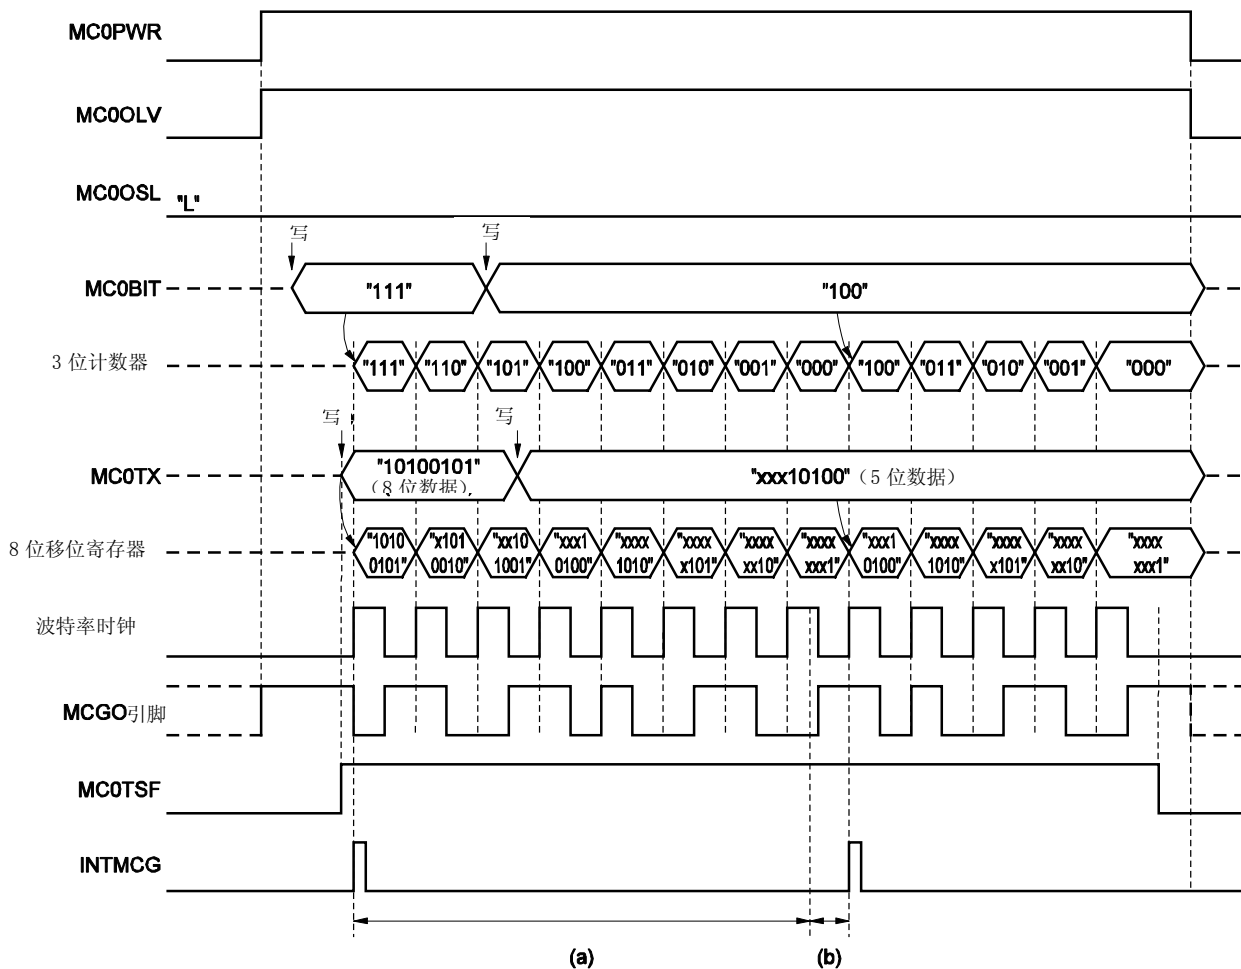 MC0PWR
MC0OLV
MC0OSL "L"
写 写
MC0BIT "111" "100"
3 位计数器 "111" "110" "101" "100" "011" "010" "001" "000" "100" "011" "010" "001" "000"
写 写
MC0TX "10100101" "xxx10100"（5 位数据）
（8 位数据）
8 位移位寄存器 "1010 "x101 "xx10 "xxx1 "xxxx "xxxx "xxxx "xxxx "xxx1 "xxxx "xxxx "xxxx "xxxx
0101" 0010" 1001" 0100" 1010" x101" xx10" xxx1" 0100" 1010" x101" xx10" xxx1"
波特率时钟
MCGO引脚
MC0TSF
INTMCG
(a) (b)